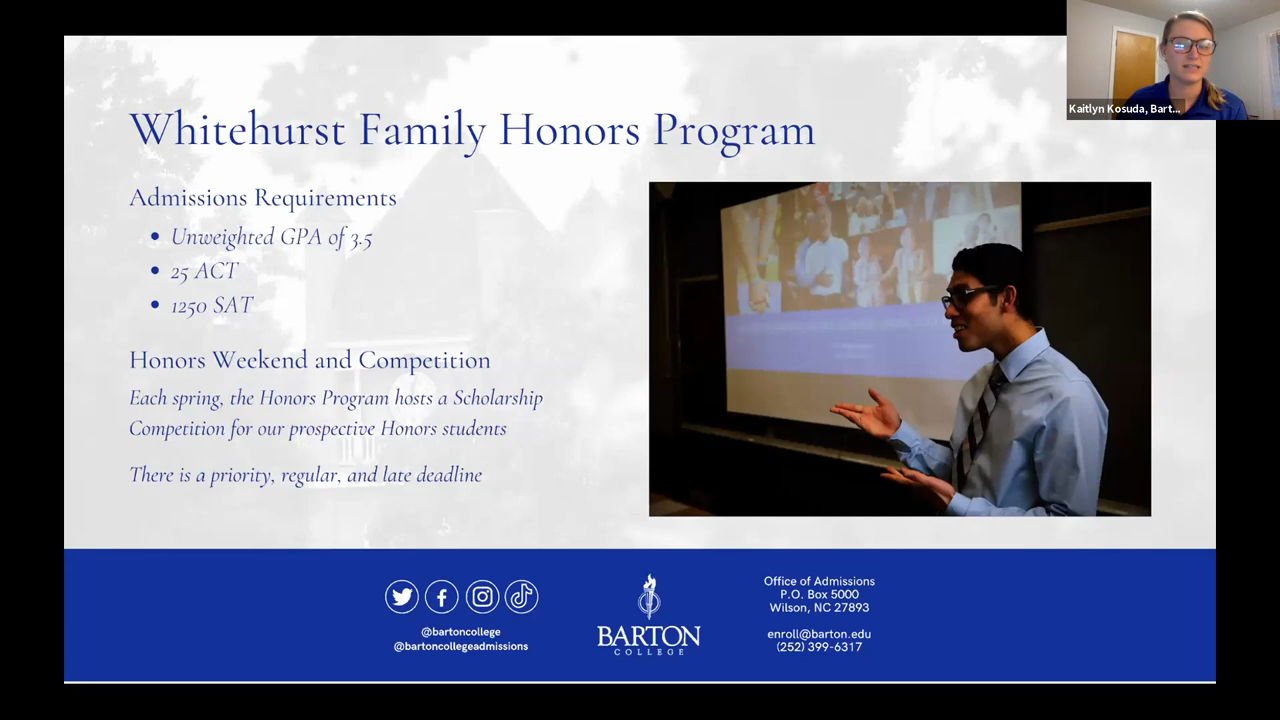 Kaitlyn Kosuda, Bart...
Whitehurst Family Honors Program
Admissions Requirements
• Unweighted GPA of 3.5
• 25 ACT
• 1250 SAT
Honors Weekend and Competition
Each spring, the Honors Program hosts a Scholarship
Competition for our prospective Honors students
There is a priority, regular, and late deadline
@bartoncollege
@bartoncollegeadmissions
BARTON
COLLEGE
Office of Admissions
P.O. Box 5000
Wilson, NC 27893
enroll@barton.edu
(252) 399-6317